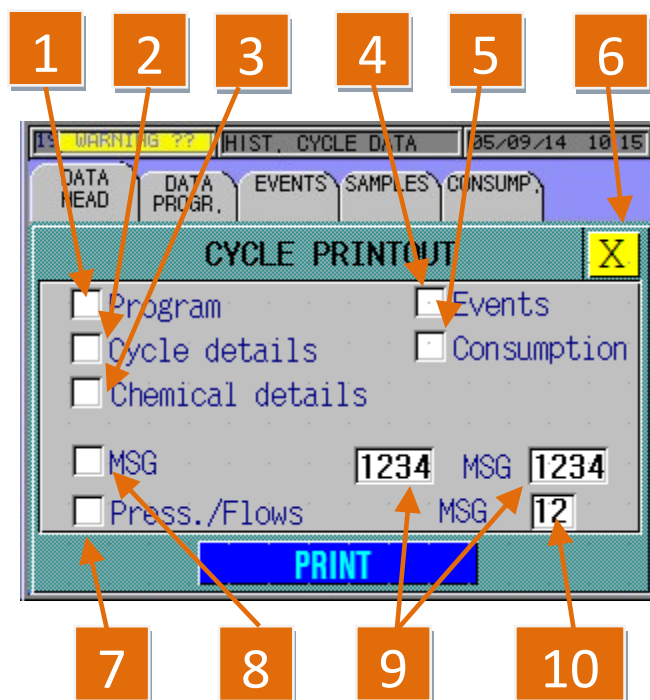 1 2 3 4 5 6
19 WARNING ?? HIST. CYCLE DATA 05/09/14 10:15
DATA HEAD DATA PROGR. EVENTS SAMPLES CONSUMP.
CYCLE PRINTOUT X
Program Events
Cycle details Consumption
Chemical details
MSG 1234 MSG 1234
Press./Flows MSG 12
PRINT
7 8 9 10